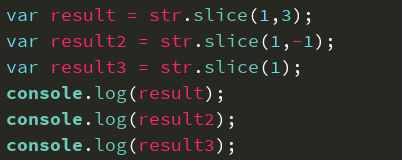 var result = str.slice(1,3);
var result2 = str.slice(1,-1);
var result3 = str.slice(1);
console.log(result);
console.log(result2);
console.log(result3);